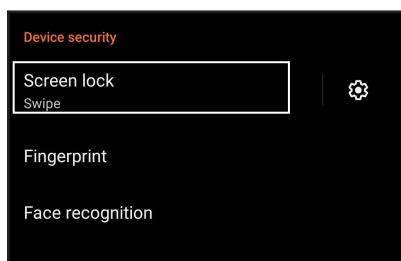 Device security
Screen lock
Swipe
Fingerprint
Face recognition